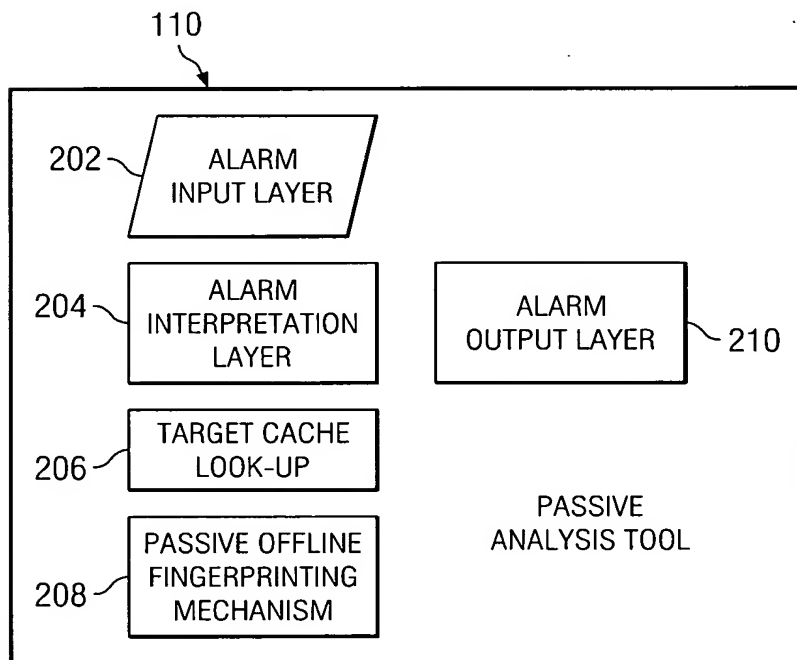 110
202
ALARM
INPUT LAYER
204
ALARM
INTERPRETATION
LAYER
ALARM
OUTPUT LAYER
210
206
TARGET CACHE
LOOK-UP
208
PASSIVE OFFLINE
FINGERPRINTING
MECHANISM
PASSIVE
ANALYSIS TOOL